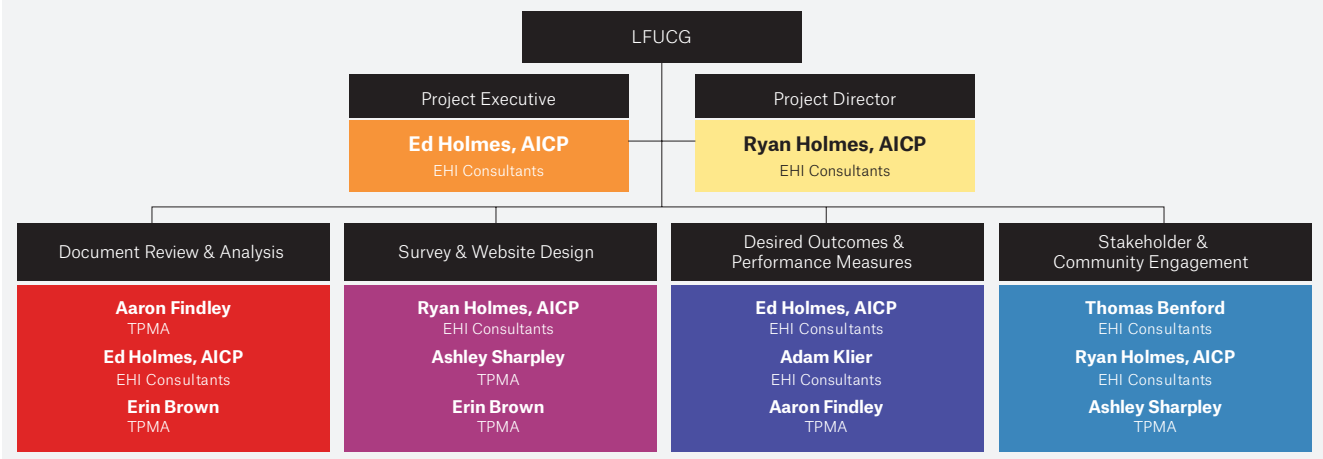 LFUCG
Project Executive
Ed Holmes, AICP
EHI Consultants
Project Director
Ryan Holmes, AICP
EHI Consultants
Document Review & Analysis
Aaron Findley
TPMA
Ed Holmes, AICP
EHI Consultants
Erin Brown
TPMA
Survey & Website Design
Ryan Holmes, AICP
EHI Consultants
Ashley Sharpley
TPMA
Erin Brown
TPMA
Desired Outcomes &
Performance Measures
Ed Holmes, AICP
EHI Consultants
Adam Klier
EHI Consultants
Aaron Findley
TPMA
Stakeholder &
Community Engagement
Thomas Benford
EHI Consultants
Ryan Holmes, AICP
EHI Consultants
Ashley Sharpley
TPMA